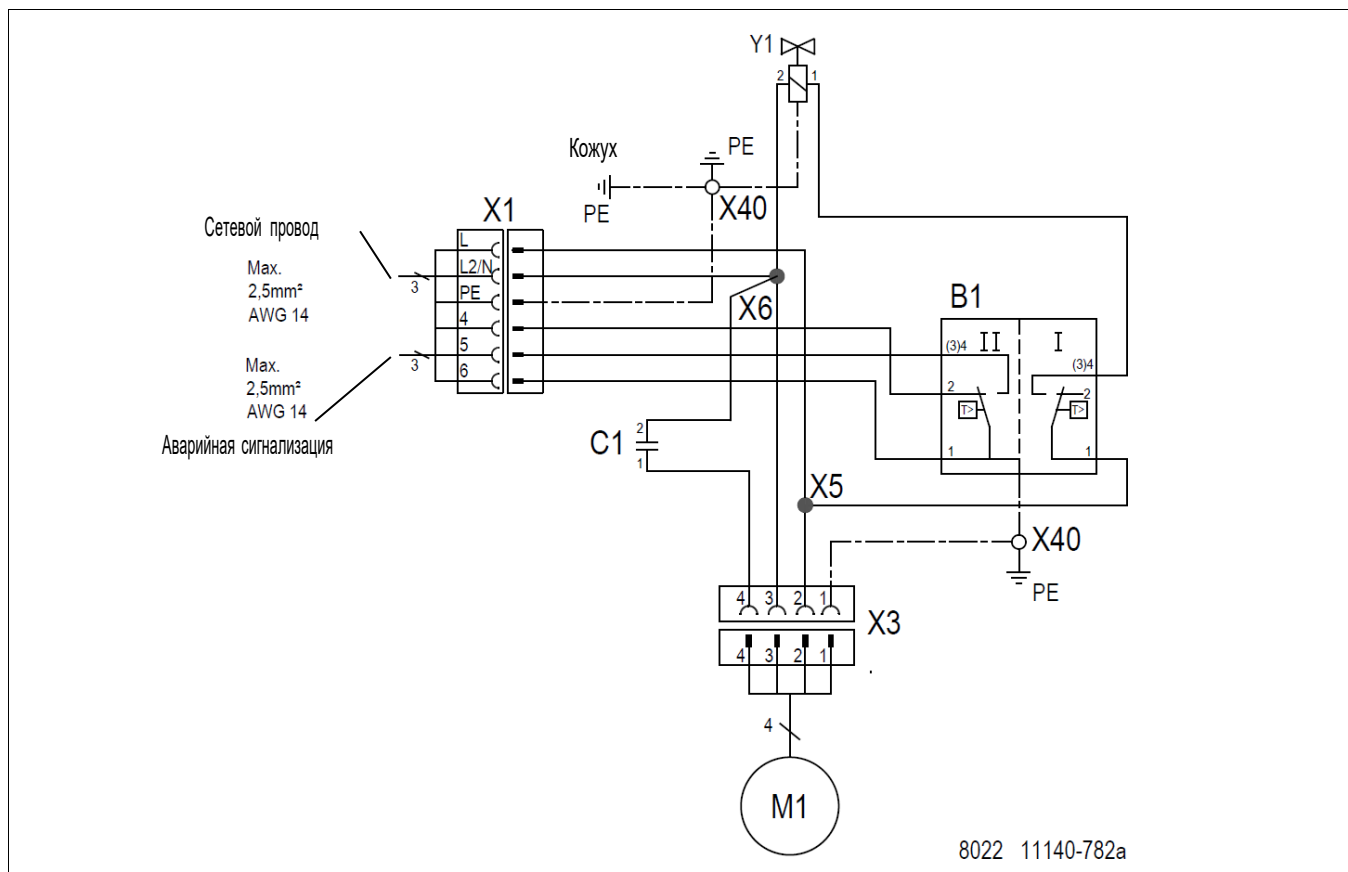 Y1
2 1
Кожух
PE
PE
X40
X1
Сетевой провод
L
L2/N
Max.
2,5mm²
AWG 14
3
PE
4
X6
B1
(3)4 II I
5
3
(3)4
Max.
2,5mm²
AWG 14
6
2
2
T>
T>
Аварийная сигнализация
2
C1
1
1
1
X5
X40
PE
4 3 2 1
X3
4 3 2 1
4
M1
8022 11140-782a